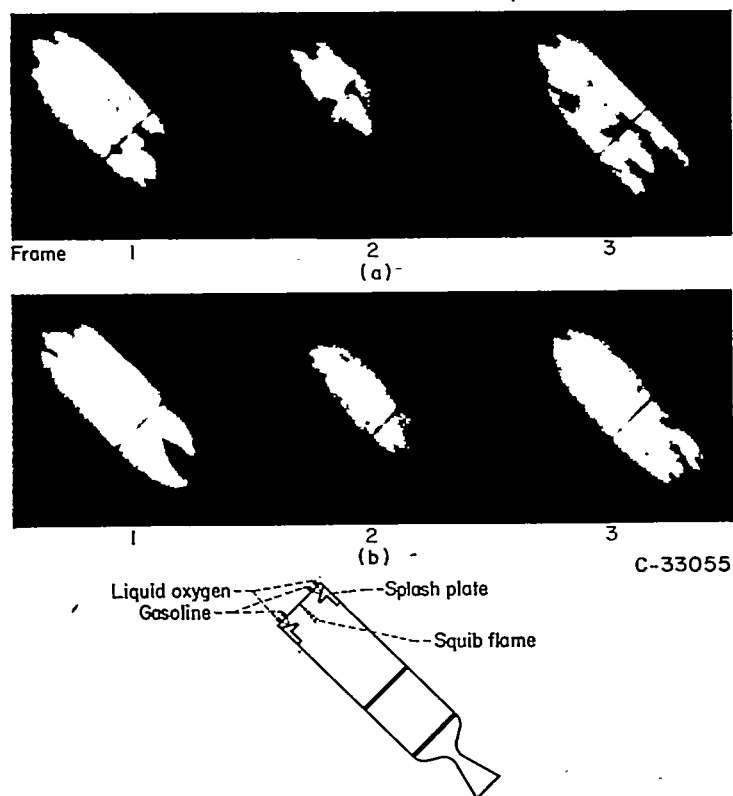 Frame 1 2 3
(a)
1 2 3
(b)
C-33055
Liquid oxygen
Splash plate
Gasoline
Squib flame